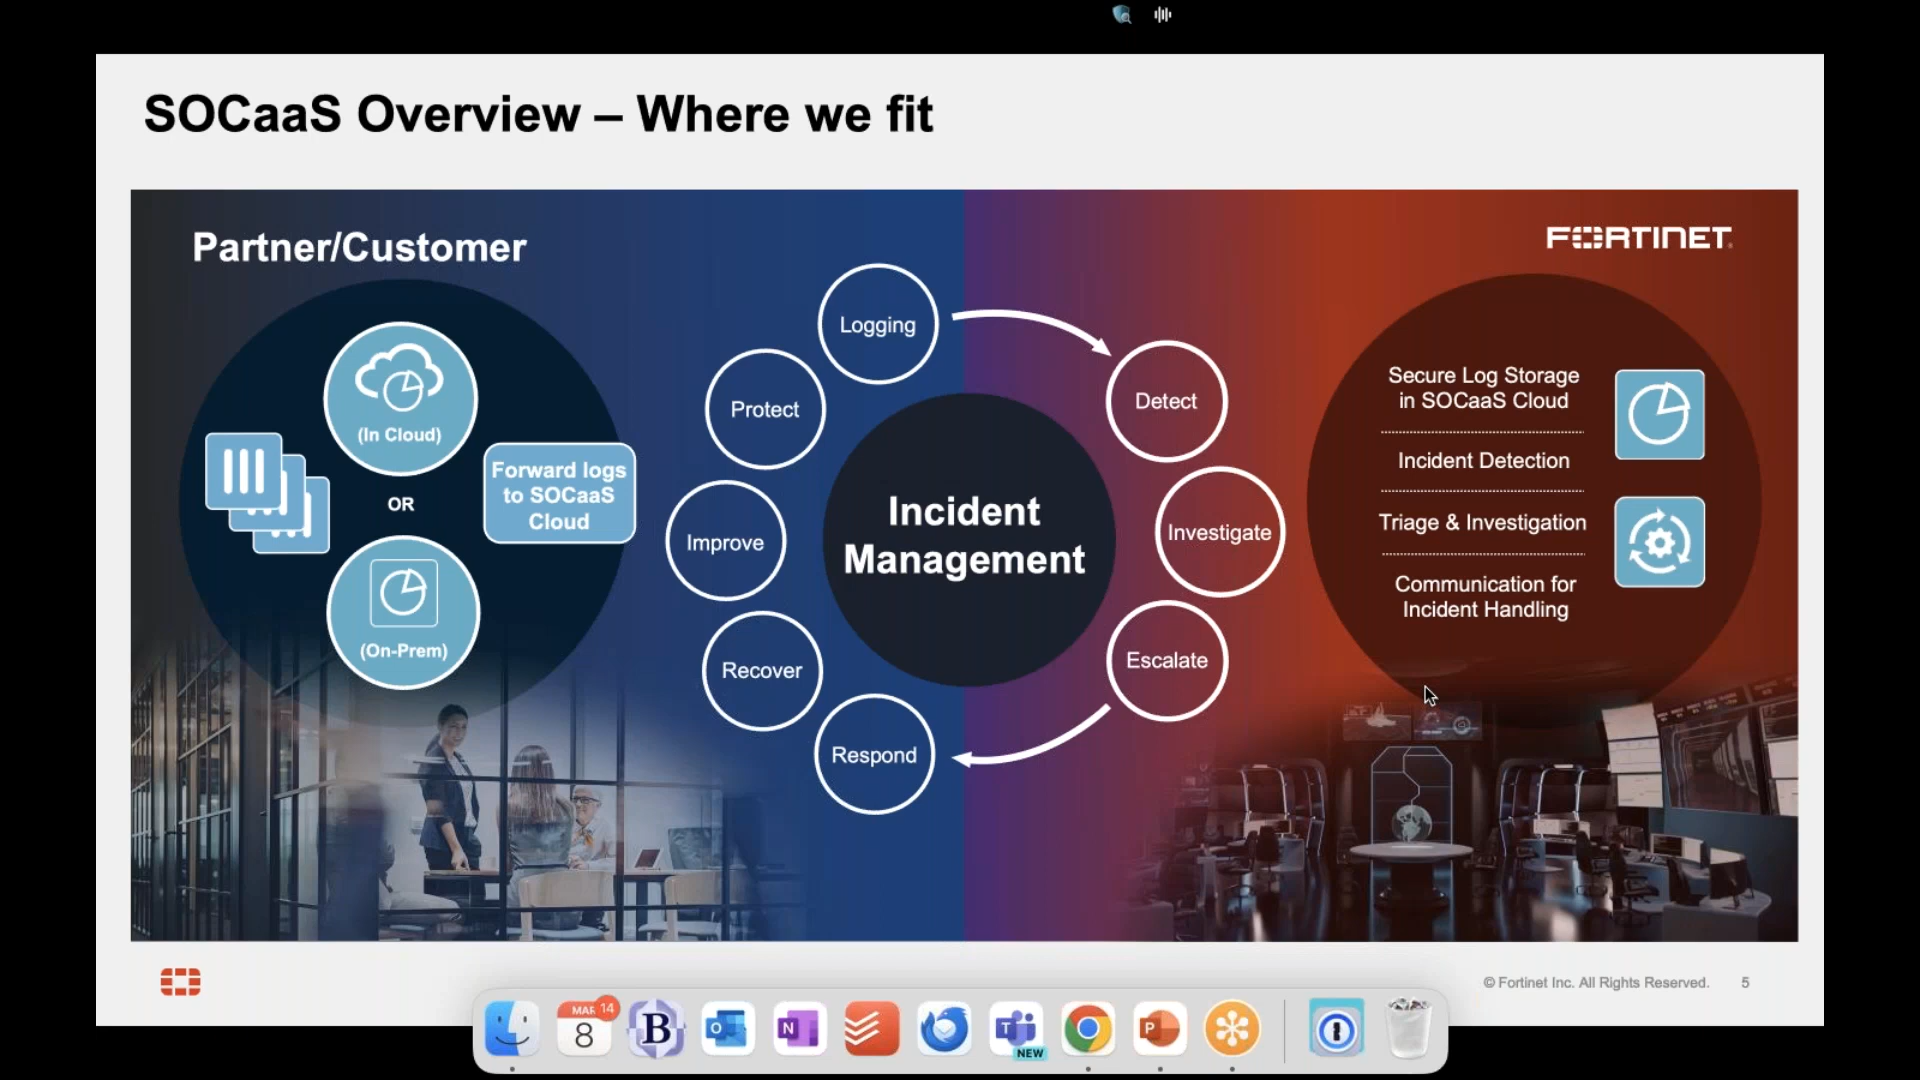 SOCaaS Overview – Where we fit
Partner/Customer
FORTINET
(In Cloud)
OR
(On-Prem)
Forward logs
to SOCaaS
Cloud
Logging
Protect
Improve
Recover
Respond
Incident
Management
Detect
Investigate
Escalate
Secure Log Storage
in SOCaaS Cloud
Incident Detection
Triage & Investigation
Communication for
Incident Handling
© Fortinet Inc. All Rights Reserved.
5
MAR
14
8
B
O
N
T
NEW
P